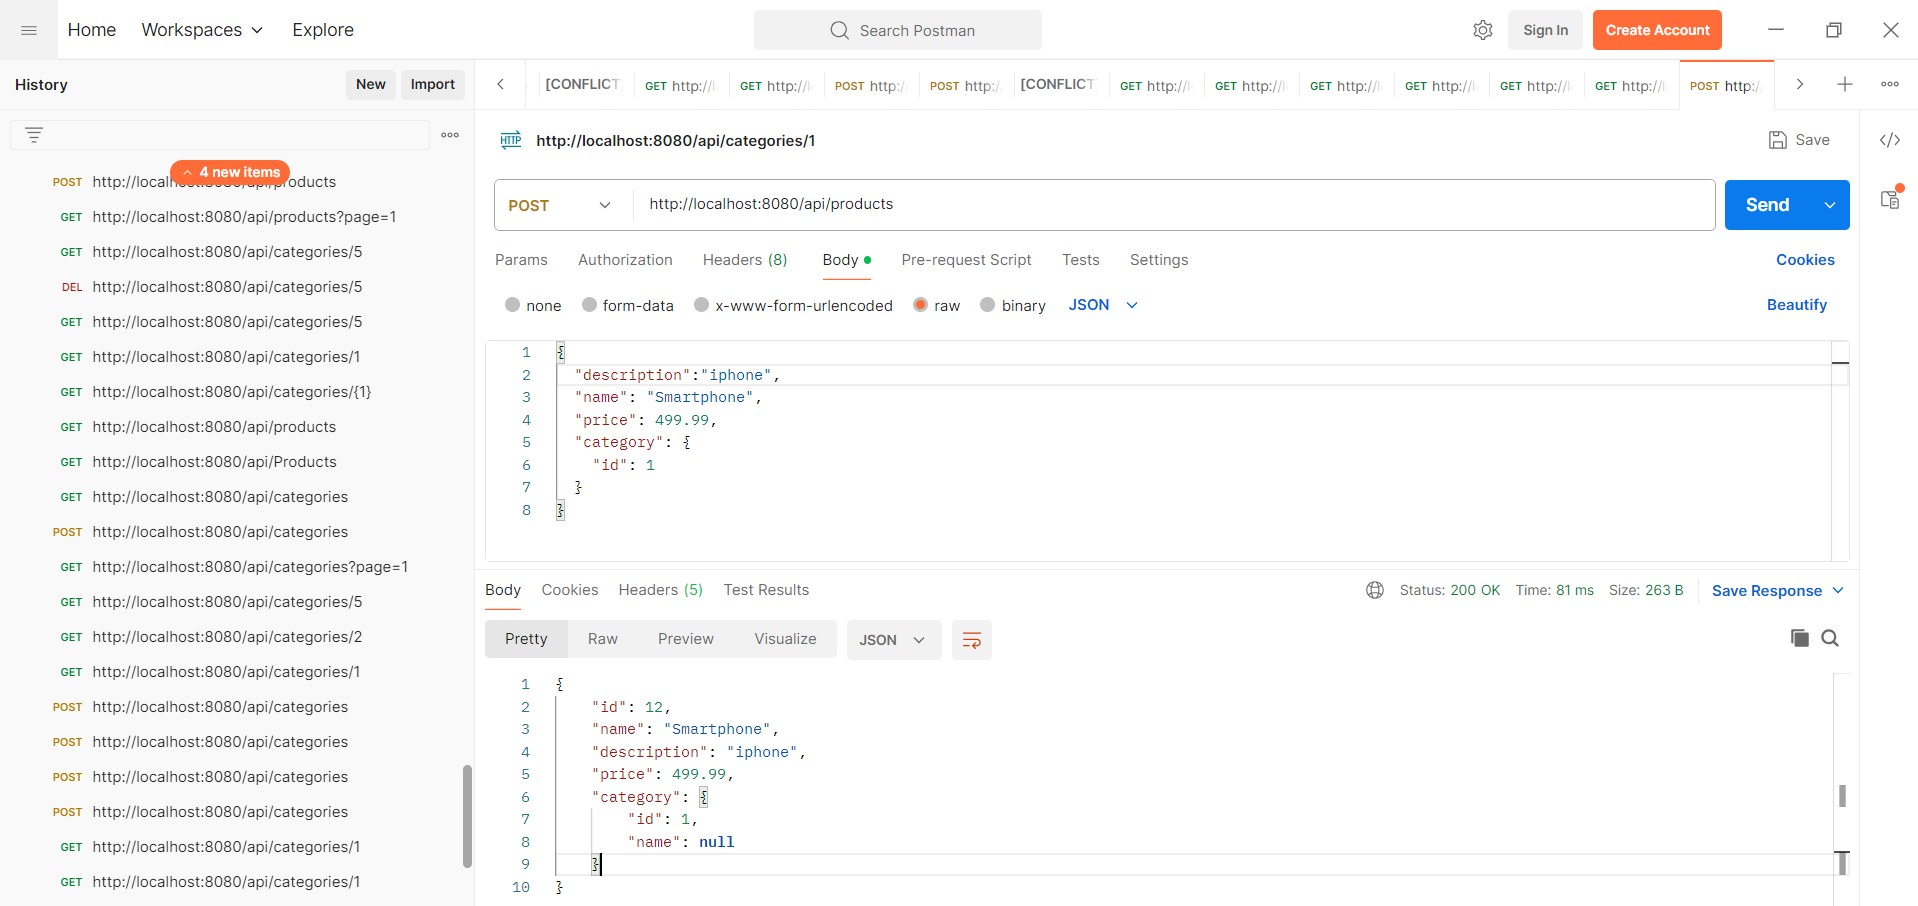 Home Workspaces Explore Search Postman Sign In Create Account
History New Import
[CONFLICT GET http://l GET http://l POST http:/ POST http:/ [CONFLICT GET http://l GET http://l GET http://l GET http://l GET http://l GET http://l POST http:/
HTTP http://localhost:8080/api/categories/1 Save </>
4 new items
POST http://localhost:8080/api/products
GET http://localhost:8080/api/products?page=1
GET http://localhost:8080/api/categories/5
DEL http://localhost:8080/api/categories/5
GET http://localhost:8080/api/categories/5
GET http://localhost:8080/api/categories/1
GET http://localhost:8080/api/categories/{1}
GET http://localhost:8080/api/products
GET http://localhost:8080/api/Products
GET http://localhost:8080/api/categories
POST http://localhost:8080/api/categories
GET http://localhost:8080/api/categories?page=1
GET http://localhost:8080/api/categories/5
GET http://localhost:8080/api/categories/2
GET http://localhost:8080/api/categories/1
POST http://localhost:8080/api/categories
POST http://localhost:8080/api/categories
POST http://localhost:8080/api/categories
POST http://localhost:8080/api/categories
GET http://localhost:8080/api/categories/1
GET http://localhost:8080/api/categories/1
POST http://localhost:8080/api/products Send
Params Authorization Headers (8) Body Pre-request Script Tests Settings Cookies
none form-data x-www-form-urlencoded raw binary JSON Beautify
1 {
2 "description":"iphone",
3 "name": "Smartphone",
4 "price": 499.99,
5 "category": {
6 "id": 1
7 }
8 }
Body Cookies Headers (5) Test Results Status: 200 OK Time: 81 ms Size: 263 B Save Response
Pretty Raw Preview Visualize JSON
1 {
2 "id": 12,
3 "name": "Smartphone",
4 "description": "iphone",
5 "price": 499.99,
6 "category": {
7 "id": 1,
8 "name": null
9 }
10 }